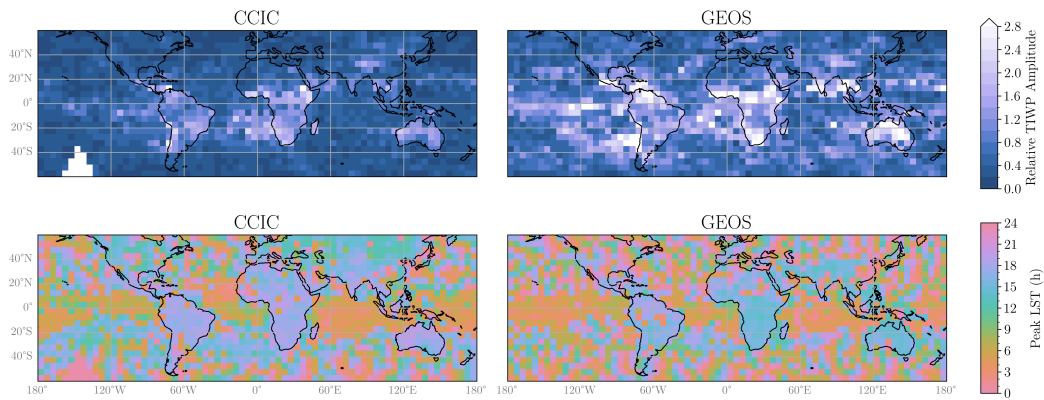 CCIC
GEOS
40°N
20°N
0°
20°S
40°S
2.8
2.4
2.0
1.6
1.2
0.8
0.4
0.0
Relative TIWP Amplitude
CCIC
GEOS
40°N
20°N
0°
20°S
40°S
180°
120°W
60°W
0°
60°E
120°E
180°
180°
120°W
60°W
0°
60°E
120°E
180°
24
21
18
15
12
9
6
3
0
Peak LST (h)